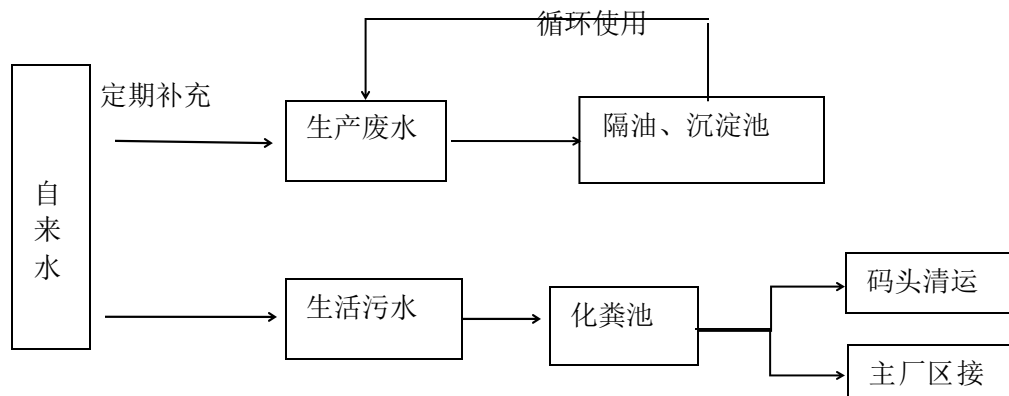 循环使用
定期补充
生产废水
隔油、沉淀池
自来水
生活污水
化粪池
码头清运
主厂区接